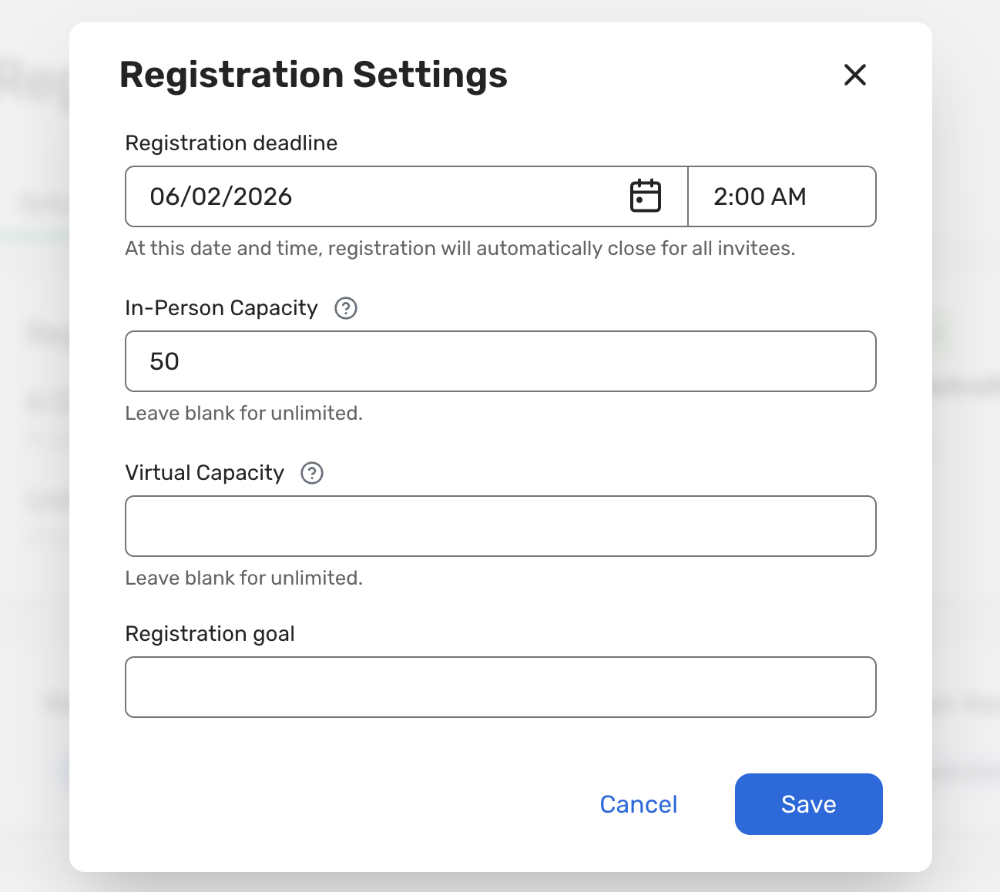 Registration Settings
Registration deadline
06/02/2026 2:00 AM
At this date and time, registration will automatically close for all invitees.
In-Person Capacity ?
50
Leave blank for unlimited.
Virtual Capacity ?
Leave blank for unlimited.
Registration goal
Cancel Save